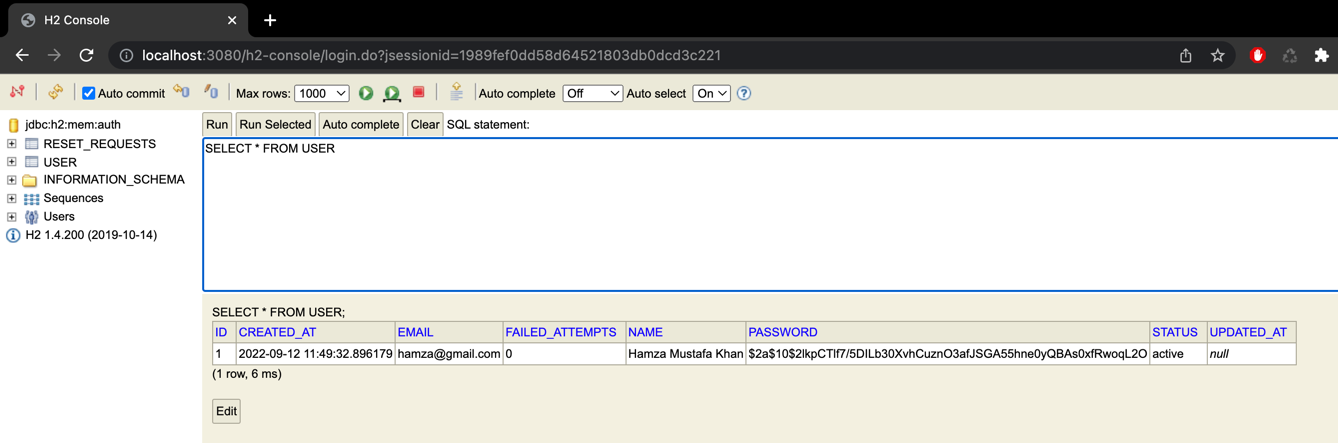 H2 Console
localhost:3080/h2-console/login.do?jsessionid=1989fef0dd58d64521803db0dcd3c221
Auto commit Max rows: 1000 Auto complete Off Auto select On
jdbc:h2:mem:auth
RESET_REQUESTS
USER
INFORMATION_SCHEMA
Sequences
Users
H2 1.4.200 (2019-10-14)
Run Run Selected Auto complete Clear SQL statement:
SELECT * FROM USER
SELECT * FROM USER;
ID CREATED_AT EMAIL FAILED_ATTEMPTS NAME PASSWORD STATUS UPDATED_AT
1 2022-09-12 11:49:32.896179 hamza@gmail.com 0 Hamza Mustafa Khan $2a$10$2lkpCTlf7/5DILb30XvhCuznO3afJSGA55hne0yQBAs0xfRwoqL2O active null
(1 row, 6 ms)
Edit